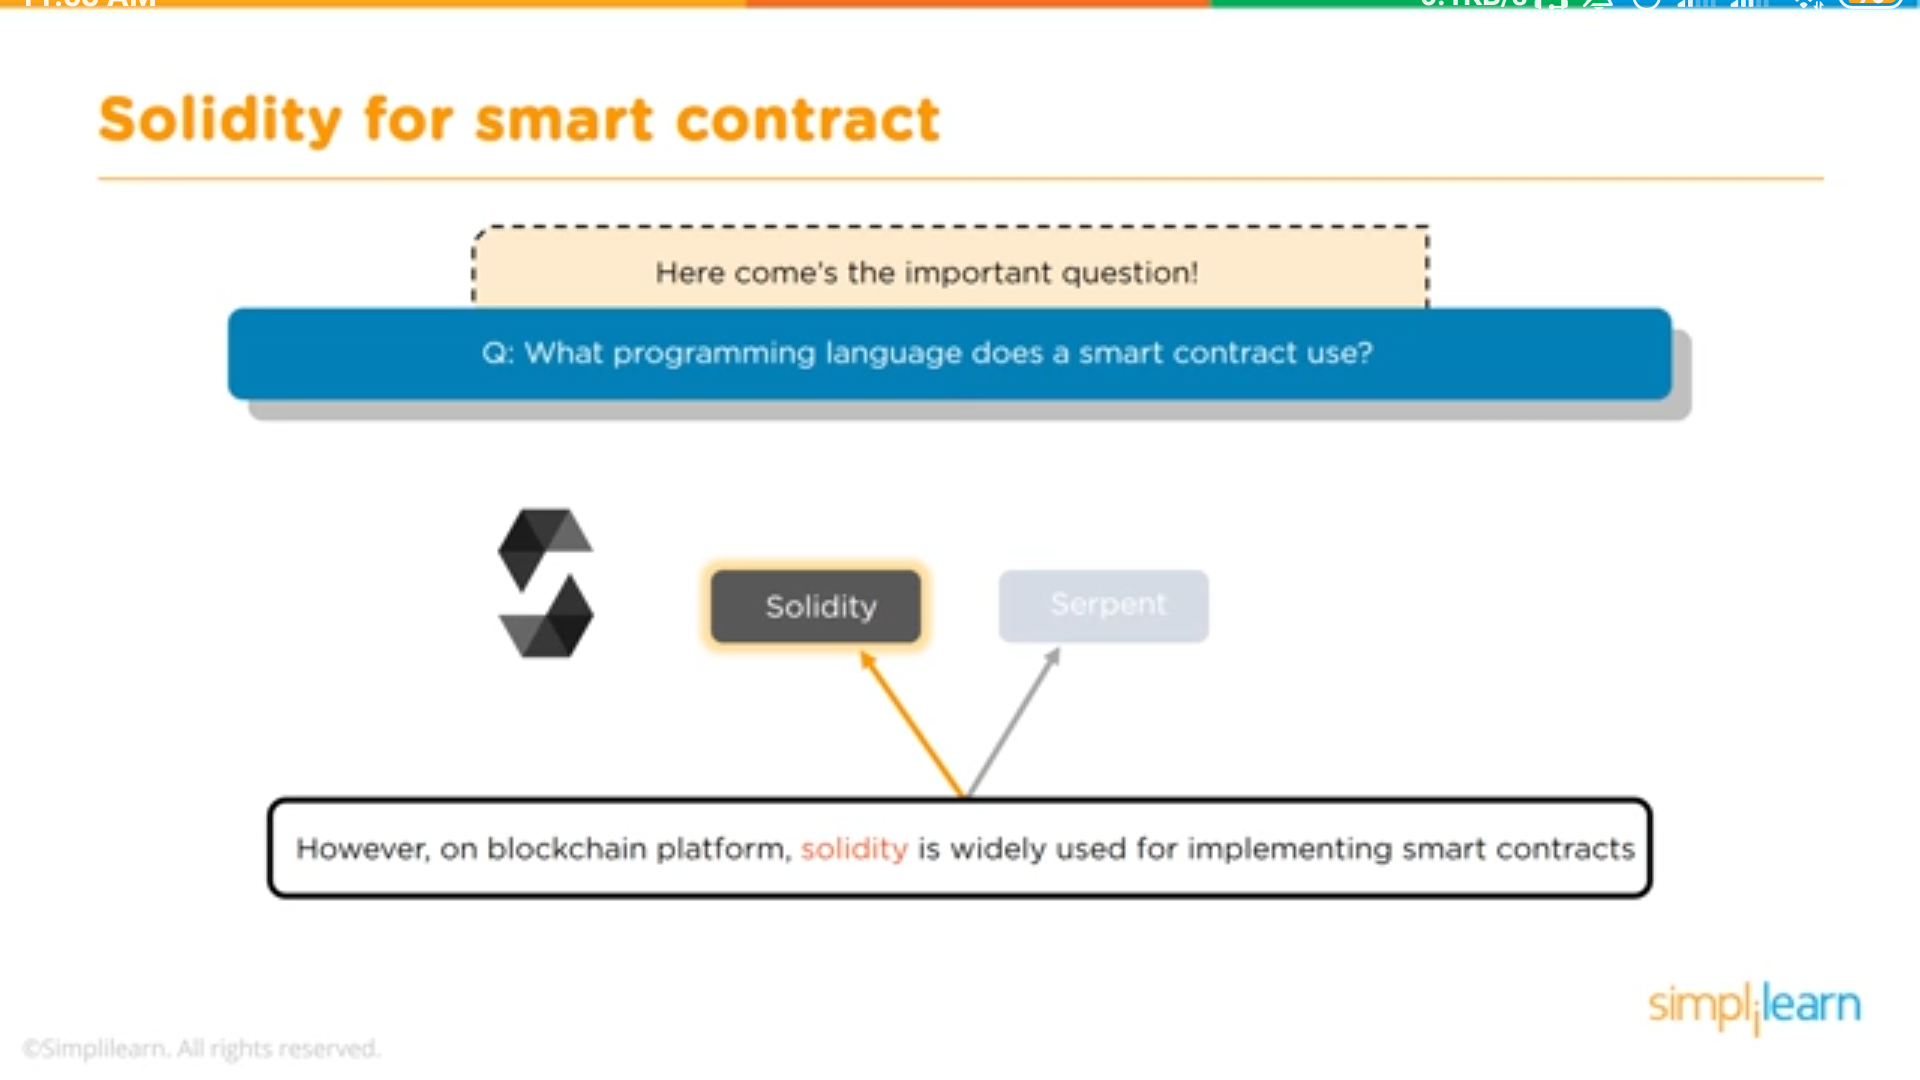 Solidity for smart contract
Here come's the important question!
Q: What programming language does a smart contract use?
Solidity
Serpent
However, on blockchain platform, solidity is widely used for implementing smart contracts
simplilearn
©Simplilearn. All rights reserved.